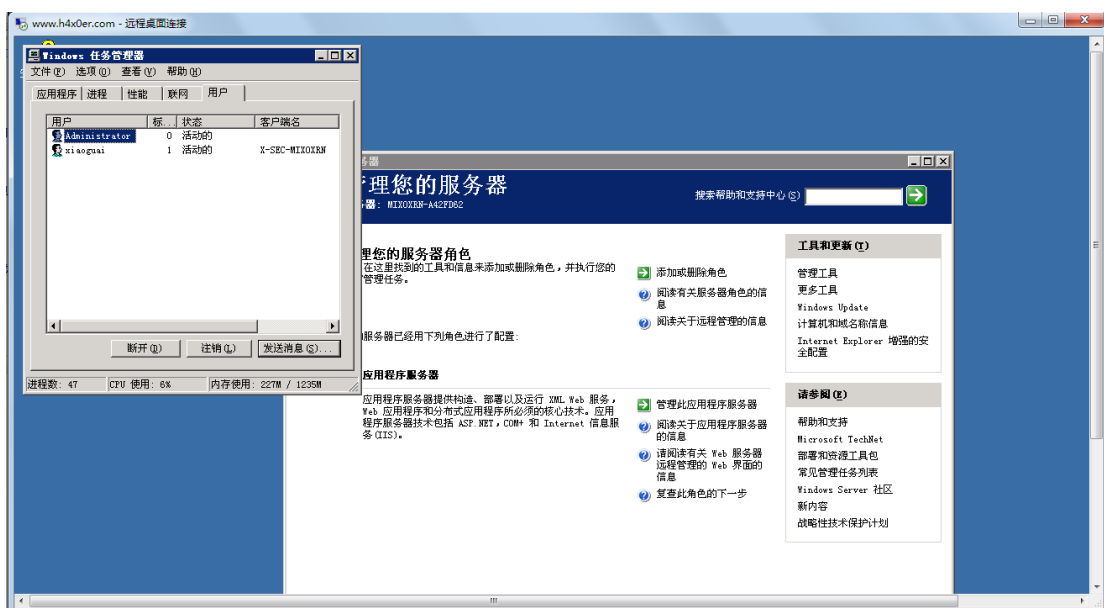 www.h4x0er.com - 远程桌面连接
Windows 任务管理器
文件(F) 选项(O) 查看(V) 帮助(H)
应用程序 进程 性能 联网 用户
用户 标... 状态 客户端名
Administrator 0 活动的
xiaoguai 1 活动的 X-SEC-MIXOXRN
断开(D) 注销(L) 发送消息(S)...
进程数: 47 CPU 使用: 6% 内存使用: 227M / 1235M
务器
理您的服务器
器: MIXOXRN-A42FD62
搜索帮助和支持中心(S)
理您的服务器角色
在这里找到的工具和信息来添加或删除角色，并执行您的
管理任务。
服务器已经用下列角色进行了配置:
添加或删除角色
阅读有关服务器角色的信
息
阅读关于远程管理的信息
应用程序服务器
应用程序服务器提供构造、部署以及运行 XML Web 服务，
Web 应用程序和分布式应用程序所必须的核心技术。应用
程序服务器技术包括 ASP.NET，COM+ 和 Internet 信息服
务(IIS)。
管理此应用程序服务器
阅读关于应用程序服务器
的信息
请阅读有关 Web 服务器
远程管理的 Web 界面的
信息
复查此角色的下一步
工具和更新(T)
管理工具
更多工具
Windows Update
计算机和域名称信息
Internet Explorer 增强的安
全配置
请参阅(E)
帮助和支持
Microsoft TechNet
部署和资源工具包
常见管理任务列表
Windows Server 社区
新内容
战略性技术保护计划